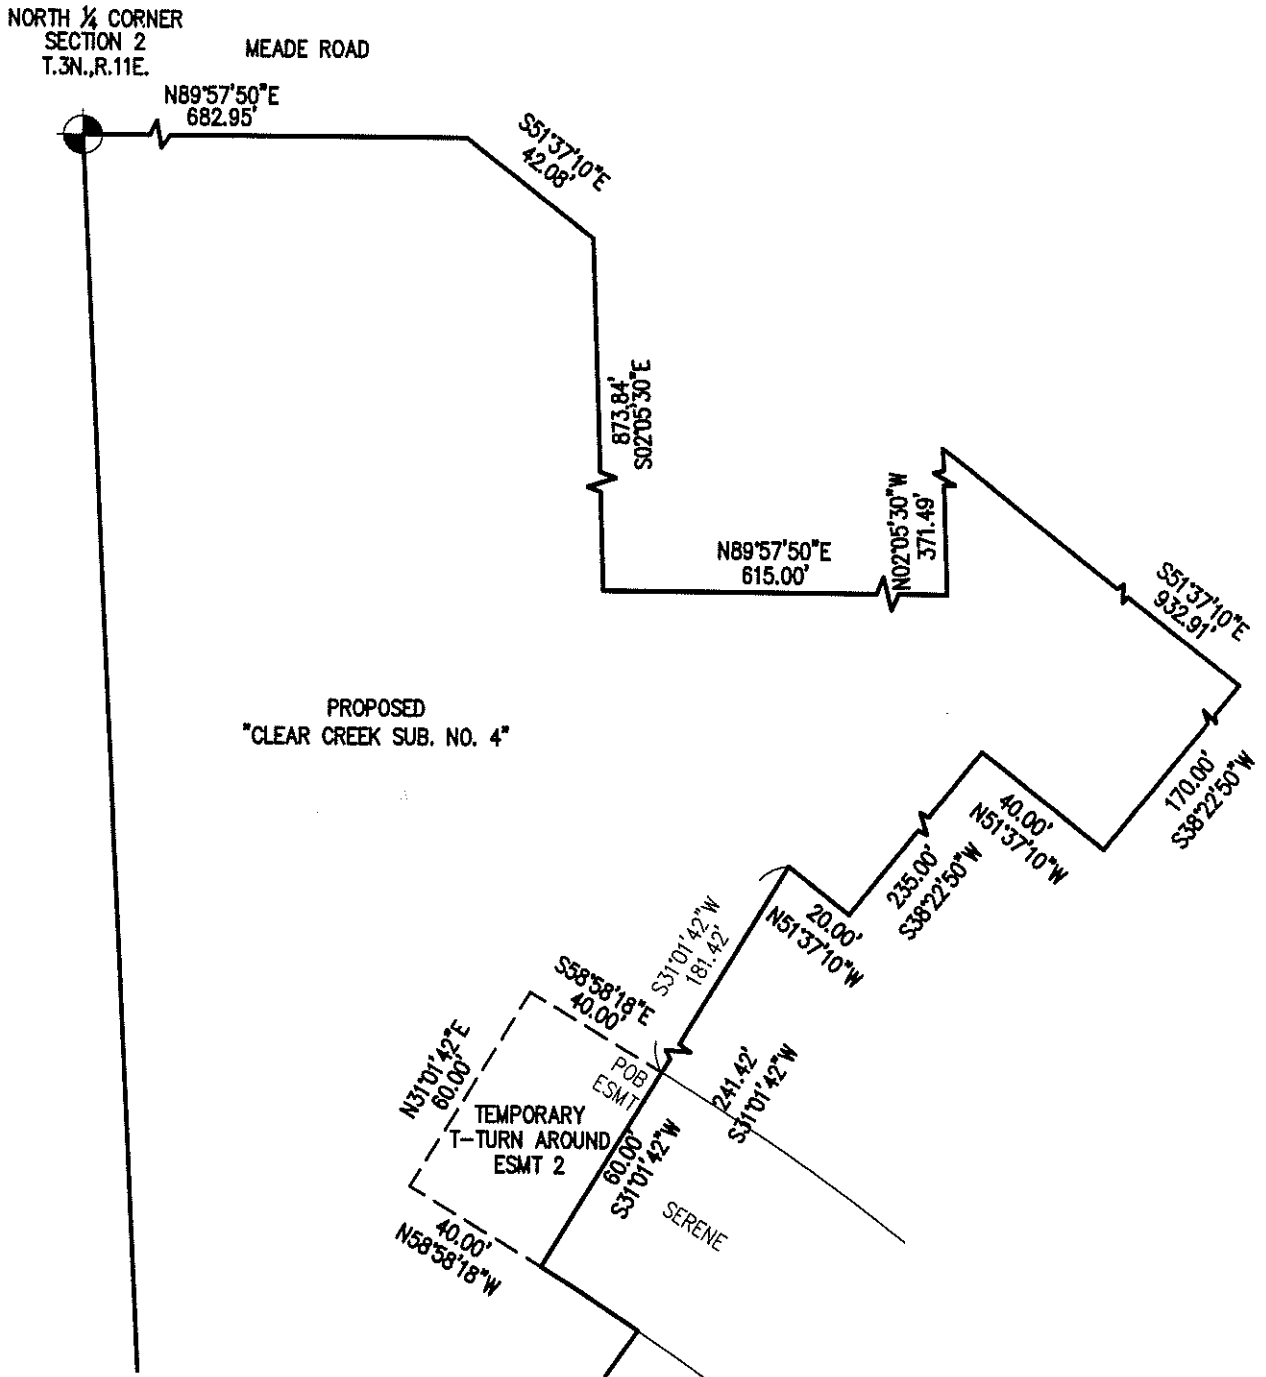 NORTH ¼ CORNER
SECTION 2
T.3N.,R.11E.
MEADE ROAD
N89°57'50"E
682.95'
S51°37'10"E
42.08'
873.84'
S02°05'30"E
N89°57'50"E
615.00'
N02°05'30"W
371.49'
S51°37'10"E
932.91'
PROPOSED
"CLEAR CREEK SUB. NO. 4"
170.00'
S38°22'50"W
40.00'
N51°37'10"W
235.00'
S38°22'50"W
20.00'
N51°37'10"W
S31°01'42"W
181.42'
S58°58'18"E
40.00'
N31°01'42"E
60.00'
POB
ESMT
241.42'
S31°01'42"W
TEMPORARY
T-TURN AROUND
ESMT 2
60.00'
S31°01'42"W
SERENE
40.00'
N58°58'18"W